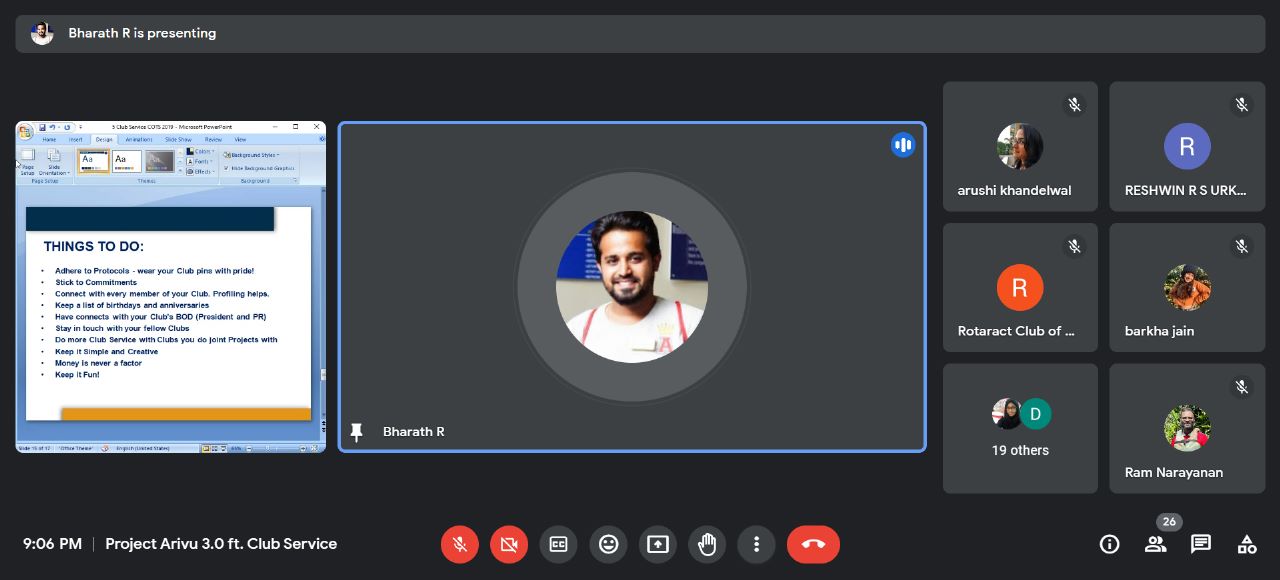 Bharath R is presenting
5 Club Service COTS 2019 - Microsoft PowerPoint
Home Insert Design Animations Slide Show Review View
Page Setup
Slide Orientation
Aa Aa Aa
Colors
Fonts
Effects
Background Styles
Hide Background Graphics
Page Setup Themes Background
THINGS TO DO:
• Adhere to Protocols - wear your Club pins with pride!
• Stick to Commitments
• Connect with every member of your Club. Profiling helps.
• Keep a list of birthdays and anniversaries
• Have connects with your Club's BOD (President and PR)
• Stay in touch with your fellow Clubs
• Do more Club Service with Clubs you do joint Projects with
• Keep it Simple and Creative
• Money is never a factor
• Keep it Fun!
"Office Theme" English (United States)
Bharath R
arushi khandelwal
R
RESHWIN R S URK...
R
Rotaract Club of ...
barkha jain
D
19 others
Ram Narayanan
9:06 PM | Project Arivu 3.0 ft. Club Service
CC
26